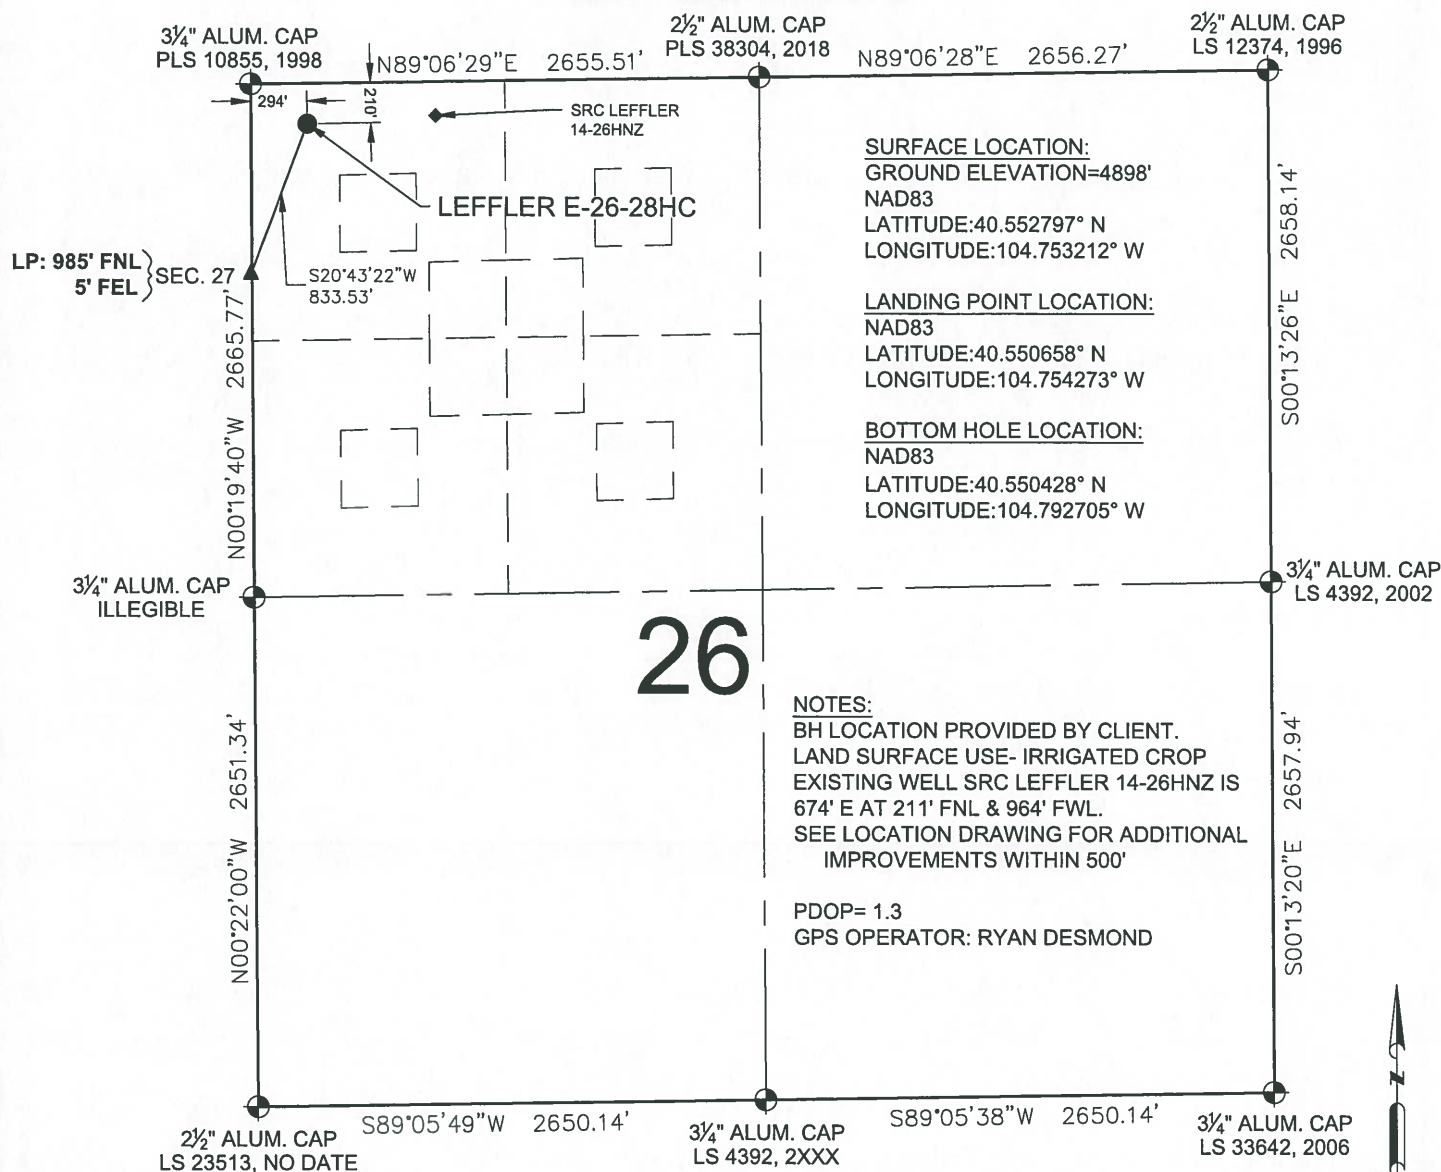 3¼" ALUM. CAP
PLS 10855, 1998
N89°06'29"E 2655.51'
2½" ALUM. CAP
PLS 38304, 2018
N89°06'28"E 2656.27'
2½" ALUM. CAP
LS 12374, 1996
294'
210'
SRC LEFFLER
14-26HNZ
LEFFLER E-26-28HC
LP: 985' FNL
5' FEL
SEC. 27
S20°43'22"W
833.53'
SURFACE LOCATION:
GROUND ELEVATION=4898'
NAD83
LATITUDE:40.552797° N
LONGITUDE:104.753212° W
LANDING POINT LOCATION:
NAD83
LATITUDE:40.550658° N
LONGITUDE:104.754273° W
BOTTOM HOLE LOCATION:
NAD83
LATITUDE:40.550428° N
LONGITUDE:104.792705° W
N00°19'40"W 2665.77'
S00°13'26"E 2658.14'
3¼" ALUM. CAP
ILLEGIBLE
3¼" ALUM. CAP
LS 4392, 2002
26
NOTES:
BH LOCATION PROVIDED BY CLIENT.
LAND SURFACE USE- IRRIGATED CROP
EXISTING WELL SRC LEFFLER 14-26HNZ IS
674' E AT 211' FNL & 964' FWL.
SEE LOCATION DRAWING FOR ADDITIONAL
IMPROVEMENTS WITHIN 500'
PDOP= 1.3
GPS OPERATOR: RYAN DESMOND
N00°22'00"W 2651.34'
S00°13'20"E 2657.94'
2½" ALUM. CAP
LS 23513, NO DATE
S89°05'49"W 2650.14'
3¼" ALUM. CAP
LS 4392, 2XXX
S89°05'38"W 2650.14'
3¼" ALUM. CAP
LS 33642, 2006
N